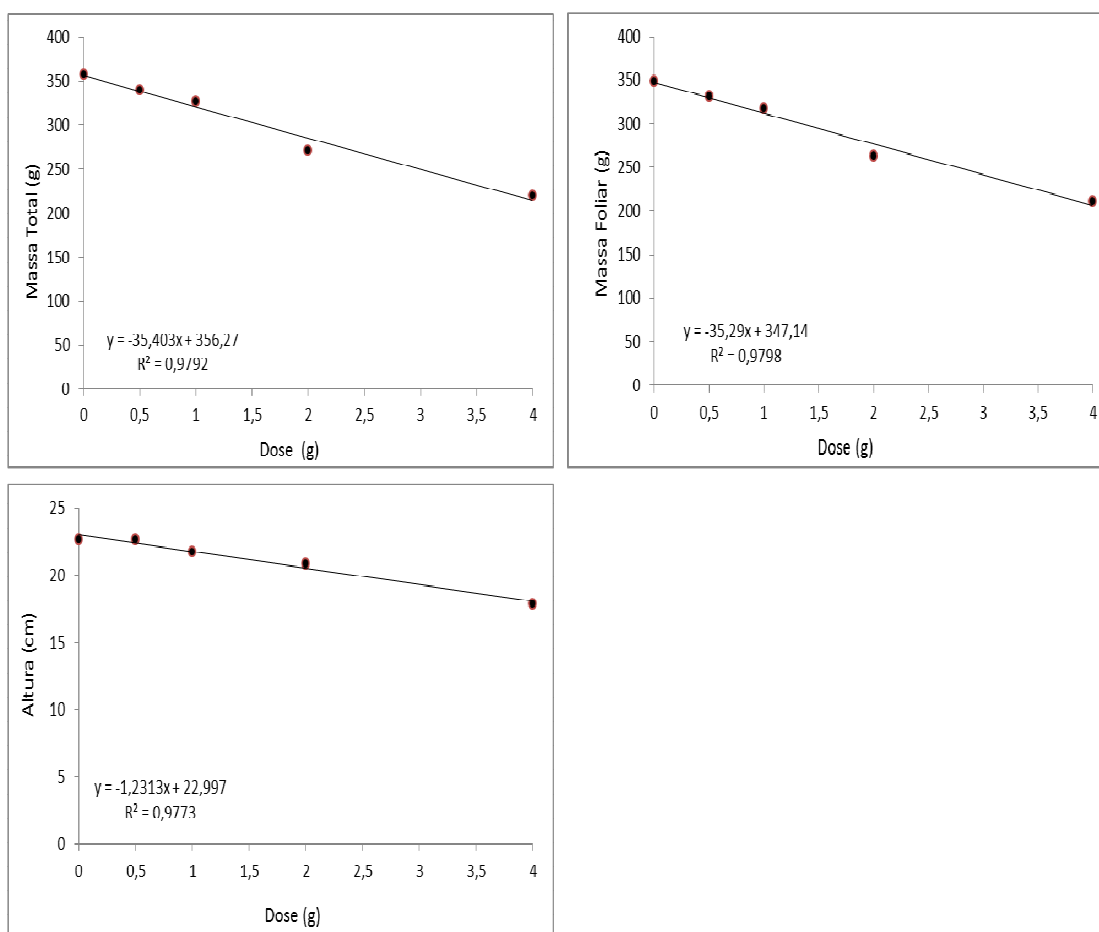 400
350
300
250
200
150
100
50
0
Massa Total (g)
y = -35,403x + 356,27
R² = 0,9792
0 0,5 1 1,5 2 2,5 3 3,5 4
Dose (g)
400
350
300
250
200
150
100
50
0
Massa Foliar (g)
y = -35,29x + 347,14
R² = 0,9798
0 0,5 1 1,5 2 2,5 3 3,5 4
Dose (g)
25
20
15
10
5
0
Altura (cm)
y = -1,2313x + 22,997
R² = 0,9773
0 0,5 1 1,5 2 2,5 3 3,5 4
Dose (g)